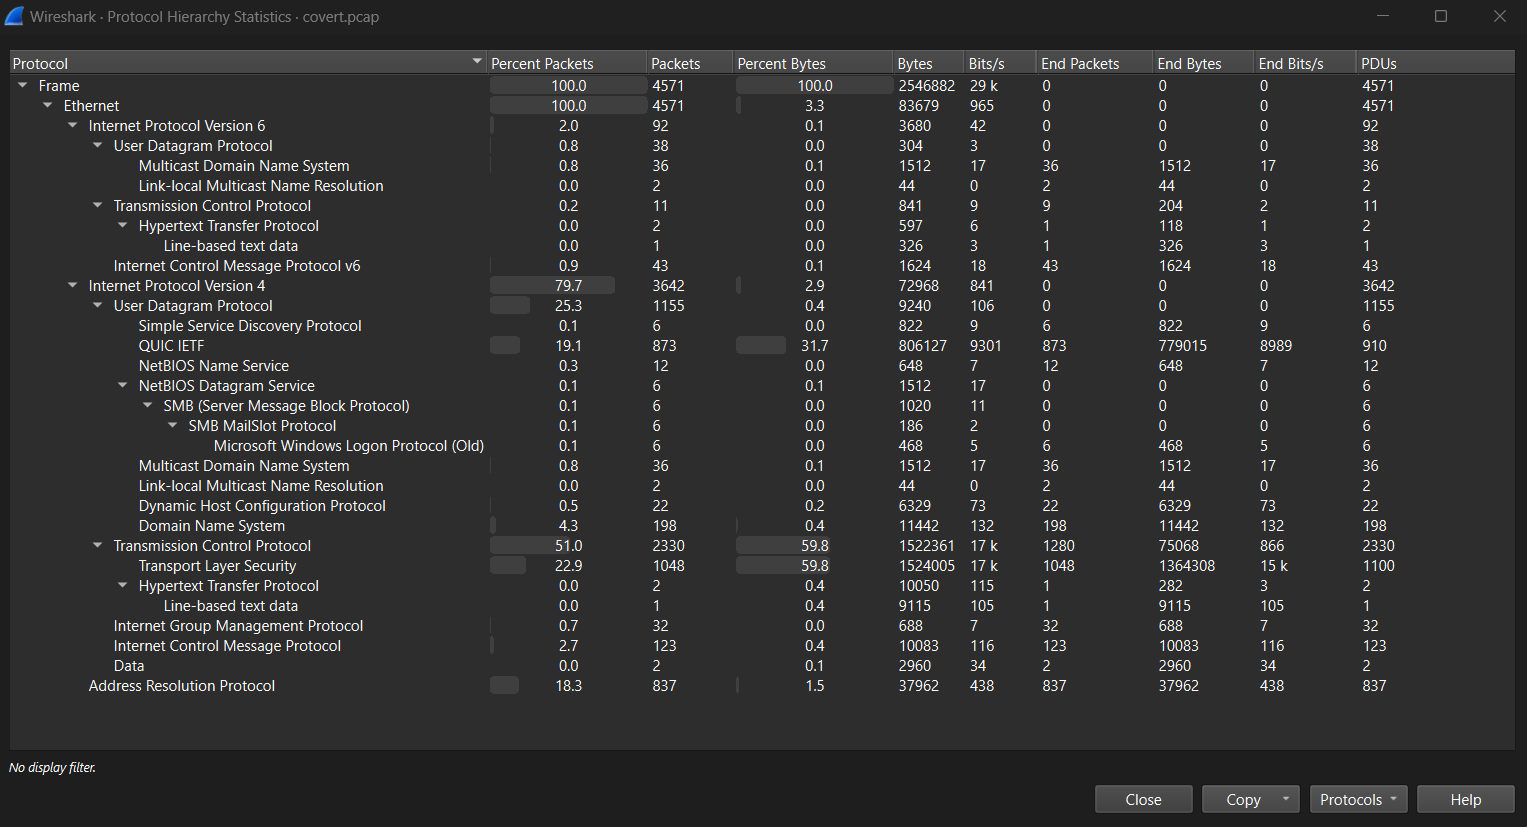 Wireshark · Protocol Hierarchy Statistics · covert.pcap
Protocol Percent Packets Packets Percent Bytes Bytes Bits/s End Packets End Bytes End Bits/s PDUs
Frame 100.0 4571 100.0 2546882 29 k 0 0 0 4571
Ethernet 100.0 4571 3.3 83679 965 0 0 0 4571
Internet Protocol Version 6 2.0 92 0.1 3680 42 0 0 0 92
User Datagram Protocol 0.8 38 0.0 304 3 0 0 0 38
Multicast Domain Name System 0.8 36 0.1 1512 17 36 1512 17 36
Link-local Multicast Name Resolution 0.0 2 0.0 44 0 2 44 0 2
Transmission Control Protocol 0.2 11 0.0 841 9 9 204 2 11
Hypertext Transfer Protocol 0.0 2 0.0 597 6 1 118 1 2
Line-based text data 0.0 1 0.0 326 3 1 326 3 1
Internet Control Message Protocol v6 0.9 43 0.1 1624 18 43 1624 18 43
Internet Protocol Version 4 79.7 3642 2.9 72968 841 0 0 0 3642
User Datagram Protocol 25.3 1155 0.4 9240 106 0 0 0 1155
Simple Service Discovery Protocol 0.1 6 0.0 822 9 6 822 9 6
QUIC IETF 19.1 873 31.7 806127 9301 873 779015 8989 910
NetBIOS Name Service 0.3 12 0.0 648 7 12 648 7 12
NetBIOS Datagram Service 0.1 6 0.1 1512 17 0 0 0 6
SMB (Server Message Block Protocol) 0.1 6 0.0 1020 11 0 0 0 6
SMB MailSlot Protocol 0.1 6 0.0 186 2 0 0 0 6
Microsoft Windows Logon Protocol (Old) 0.1 6 0.0 468 5 6 468 5 6
Multicast Domain Name System 0.8 36 0.1 1512 17 36 1512 17 36
Link-local Multicast Name Resolution 0.0 2 0.0 44 0 2 44 0 2
Dynamic Host Configuration Protocol 0.5 22 0.2 6329 73 22 6329 73 22
Domain Name System 4.3 198 0.4 11442 132 198 11442 132 198
Transmission Control Protocol 51.0 2330 59.8 1522361 17 k 1280 75068 866 2330
Transport Layer Security 22.9 1048 59.8 1524005 17 k 1048 1364308 15 k 1100
Hypertext Transfer Protocol 0.0 2 0.4 10050 115 1 282 3 2
Line-based text data 0.0 1 0.4 9115 105 1 9115 105 1
Internet Group Management Protocol 0.7 32 0.0 688 7 32 688 7 32
Internet Control Message Protocol 2.7 123 0.4 10083 116 123 10083 116 123
Data 0.0 2 0.1 2960 34 2 2960 34 2
Address Resolution Protocol 18.3 837 1.5 37962 438 837 37962 438 837
No display filter.
Close Copy Protocols Help